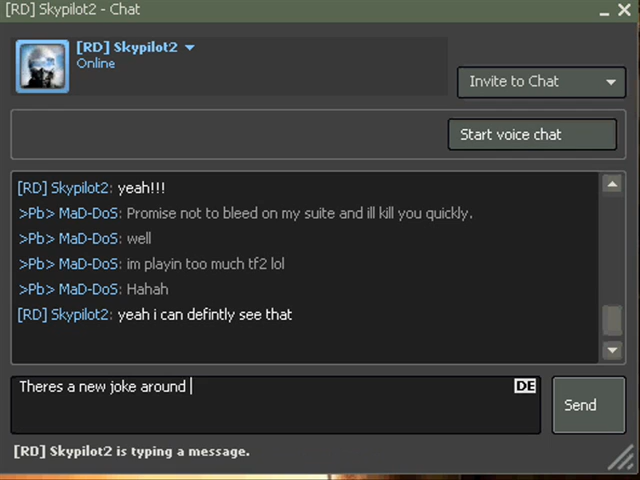 [RD] Skypilot2 - Chat
[RD] Skypilot2
Online
Invite to Chat
Start voice chat
[RD] Skypilot2: yeah!!!
>Pb> MaD-DoS: Promise not to bleed on my suite and ill kill you quickly.
>Pb> MaD-DoS: well
>Pb> MaD-DoS: im playin too much tf2 lol
>Pb> MaD-DoS: Hahah
[RD] Skypilot2: yeah i can defintly see that
Theres a new joke around
DE
Send
[RD] Skypilot2 is typing a message.